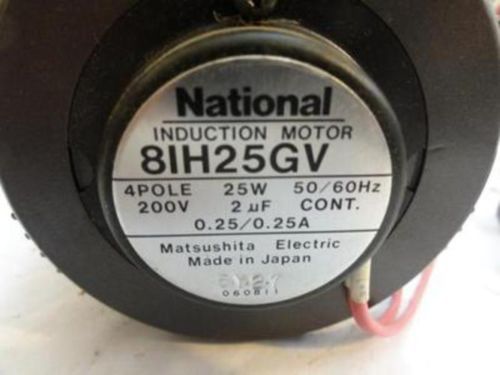 National
INDUCTION MOTOR
8IH25GV
4POLE 25W 50/60Hz
200V 2μF CONT.
0.25/0.25A
Matsushita Electric
Made in Japan
060811